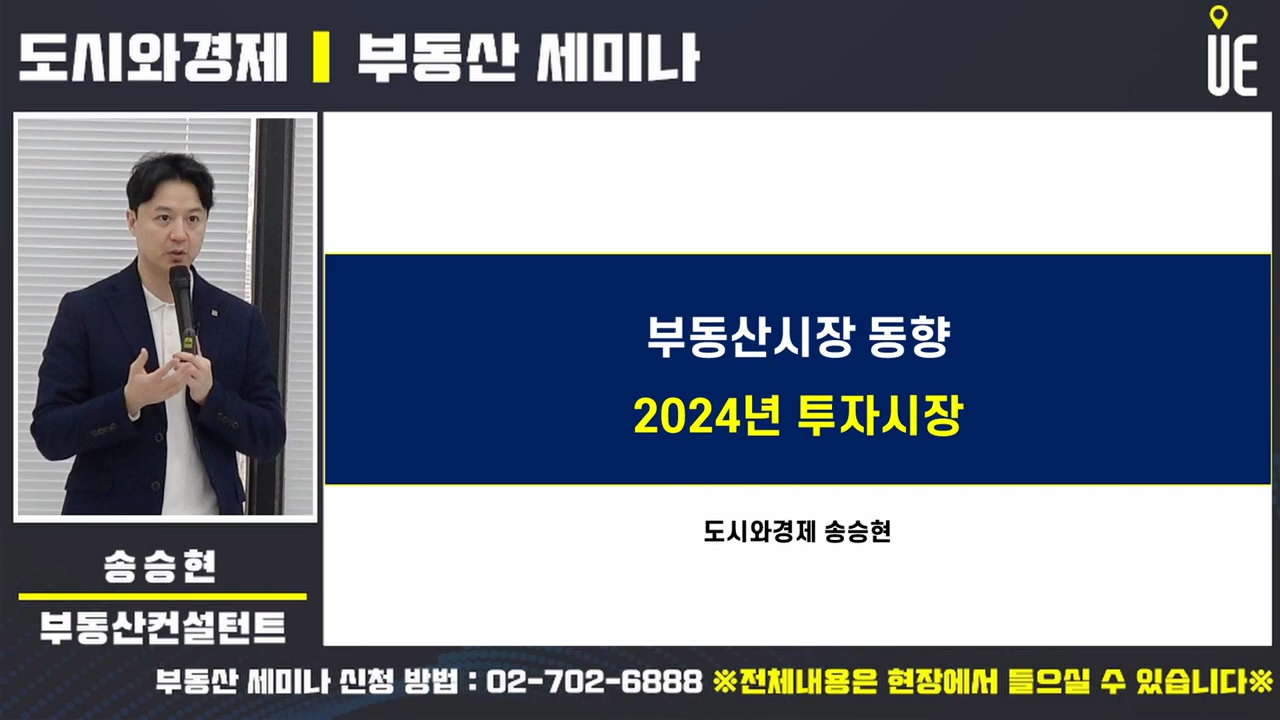 도시와경제 | 부동산 세미나
UE
부동산시장 동향
2024년 투자시장
도시와경제 송승현
송승현
부동산컨설턴트
부동산 세미나 신청 방법 : 02-702-6888 ※전체내용은 현장에서 들으실 수 있습니다※